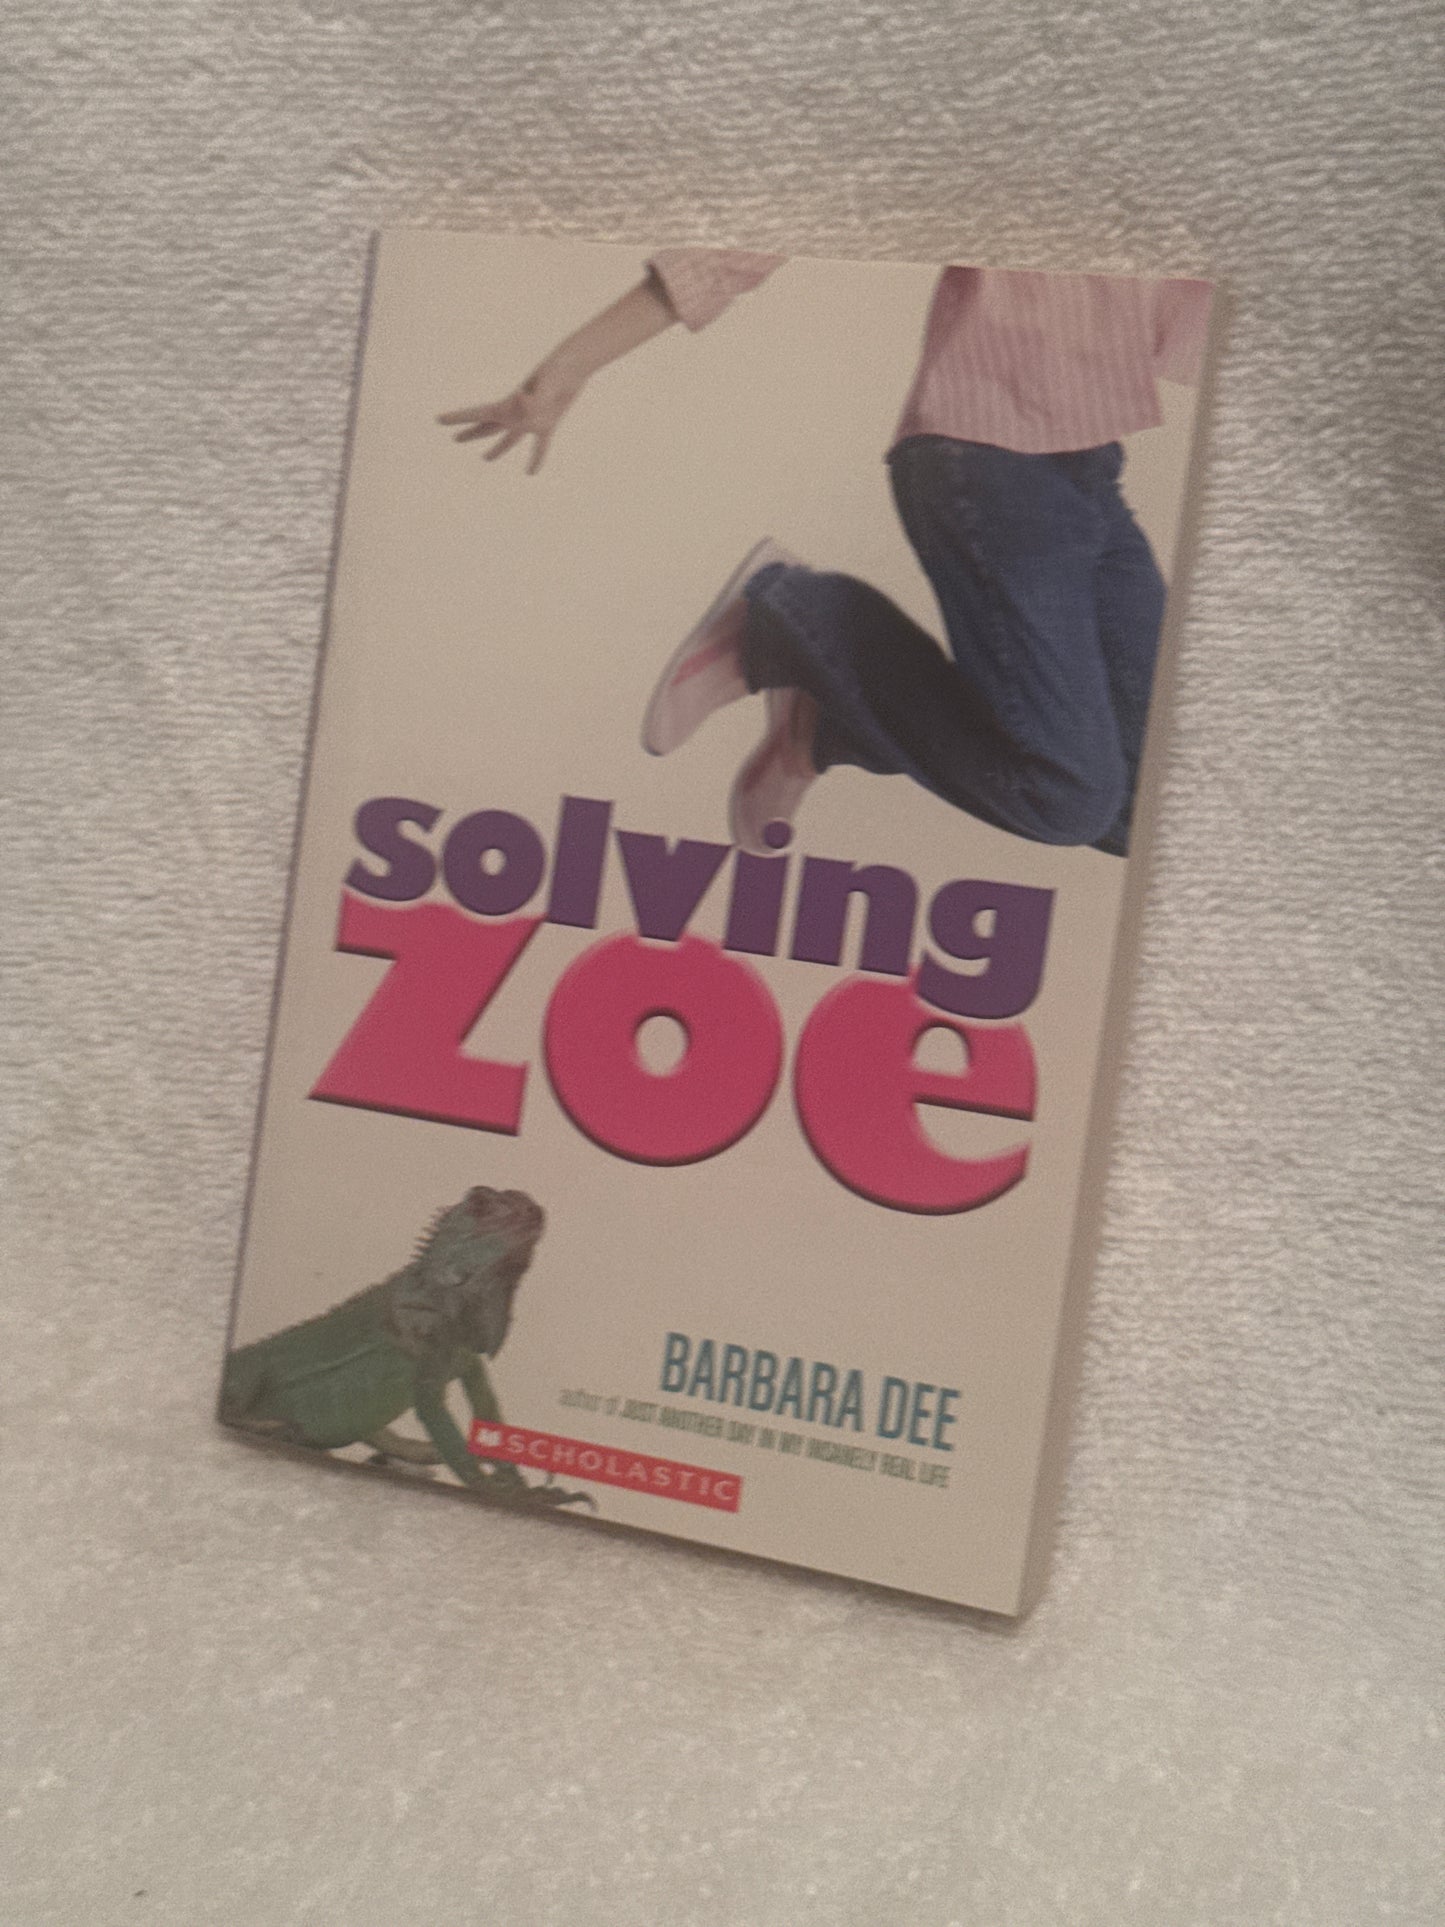 solving
zoe
BARBARA DEE
author of JUST ANOTHER DAY IN MY INSANELY REAL LIFE
SCHOLASTIC